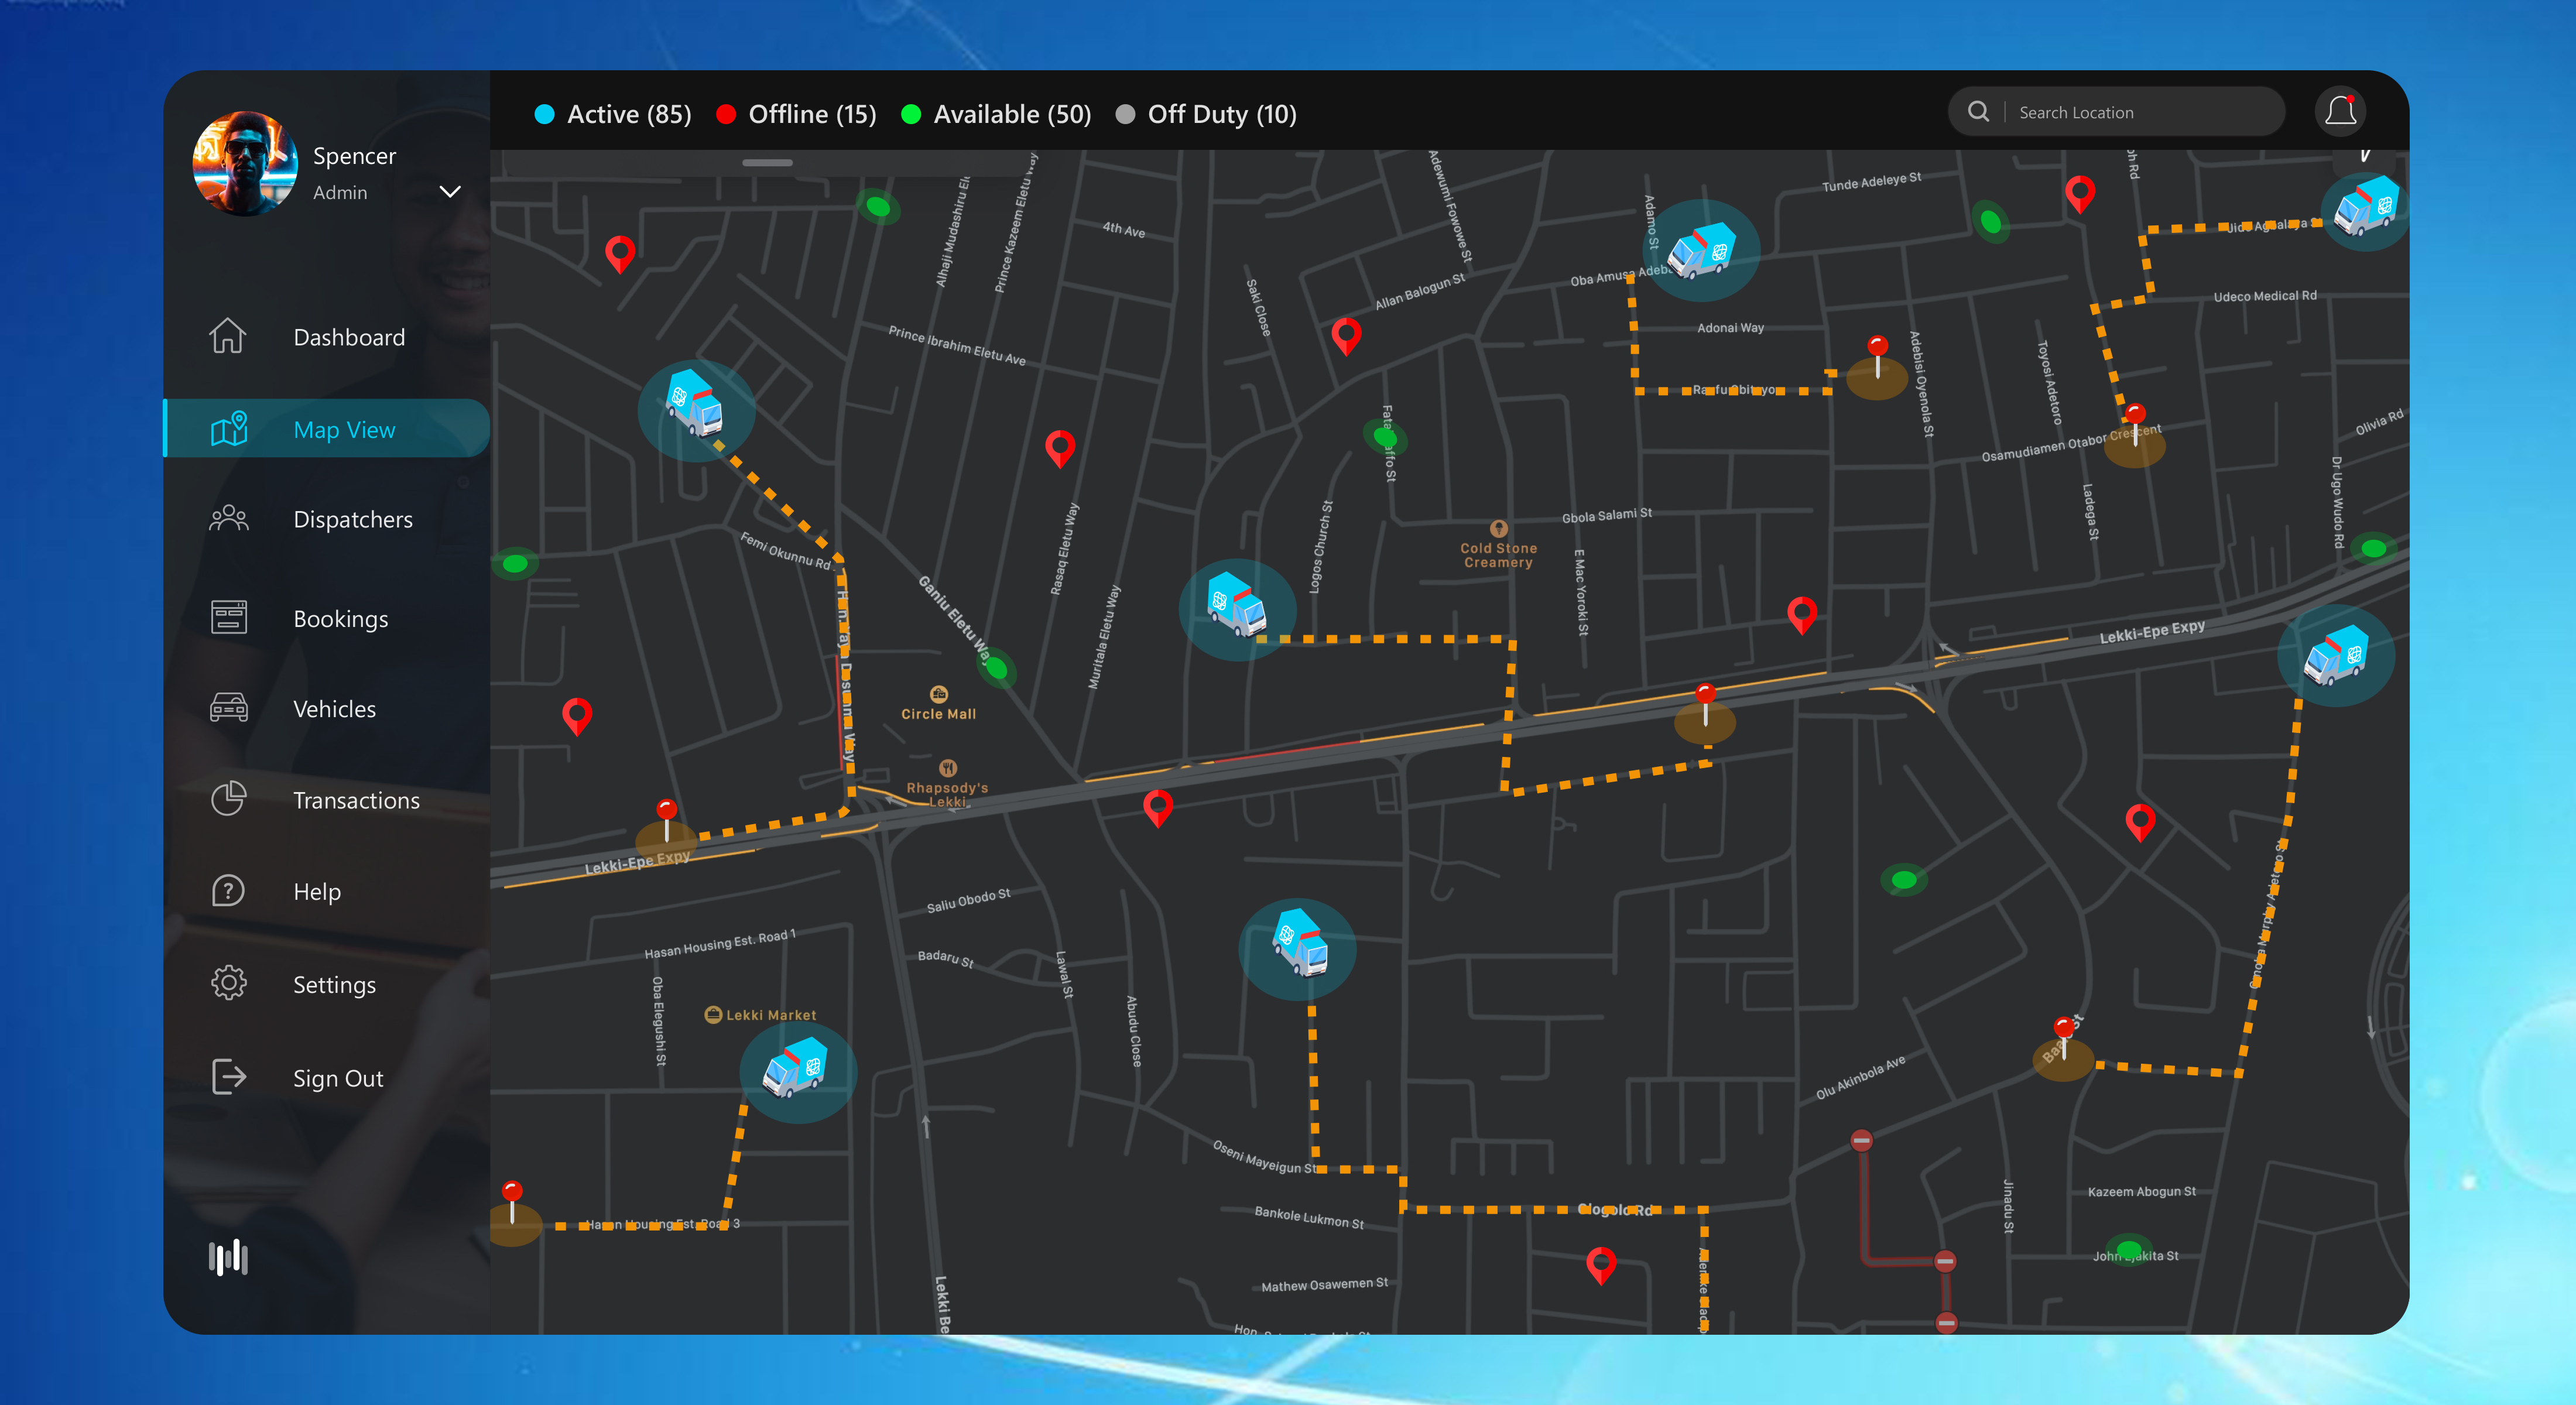 Spencer
Admin
Dashboard
Map View
Dispatchers
Bookings
Vehicles
Transactions
Help
Settings
Sign Out
Active (85)
Offline (15)
Available (50)
Off Duty (10)
Search Location
Alhaji Mudashiru
Prince Kazeem Eletu Way
4th Ave
Adewumi Fowowe St
Adamo St
Tunde Adeleye St
Rd
Saki Close
Allan Balogun St
Oba Amusa
Udeco Medical Rd
Prince Ibrahim Eletu Ave
Adonai Way
Adebisi Oyenola St
Toyosi Adetoro
Olivia Rd
Osamudiamen Otabor Crescent
Dr Ugo Wudo Rd
Ladega St
Gbola Salami St
Logos Church St
Cold Stone
Creamery
E Mac Yoroki St
Femi Okunnu Rd
Rasaq Eletu Way
Muritala Eletu Way
Ganiu Eletu Way
Lekki-Epe Expy
Circle Mall
Way
Rhapsody's
Lekki
Lekki-Epe Expy
Saliu Obodo St
Hasan Housing Est. Road 1
Badaru St
Lawal St
Abudu Close
Oba Elegushi St
Lekki Market
Olu Akinbola Ave
Oseni Mayeigun St
Hasan Housing Est. Road 3
Bankole Lukmon St
Ologolo Rd
Kazeem Abogun St
Jinadu St
John St
Mathew Osawemen St
Lekki Be
Hon.